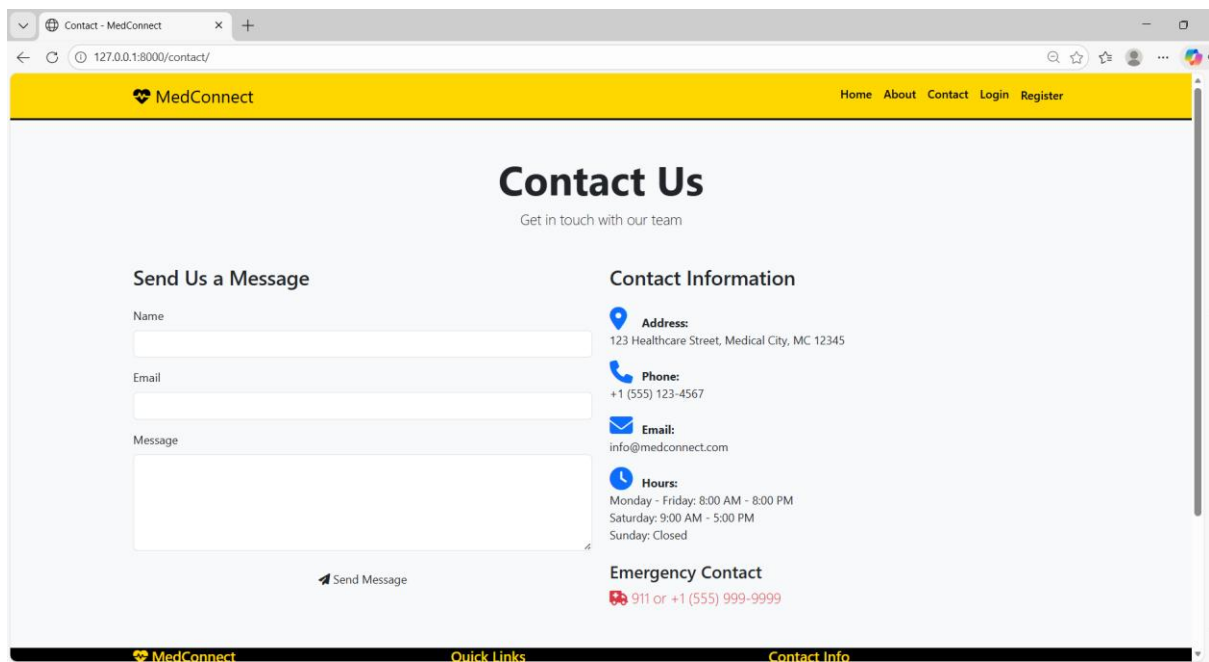 Contact - MedConnect
127.0.0.1:8000/contact/
MedConnect
Home About Contact Login Register
Contact Us
Get in touch with our team
Send Us a Message
Name
Email
Message
Send Message
Contact Information
Address:
123 Healthcare Street, Medical City, MC 12345
Phone:
+1 (555) 123-4567
Email:
info@medconnect.com
Hours:
Monday - Friday: 8:00 AM - 8:00 PM
Saturday: 9:00 AM - 5:00 PM
Sunday: Closed
Emergency Contact
911 or +1 (555) 999-9999
MedConnect
Quick Links
Contact Info